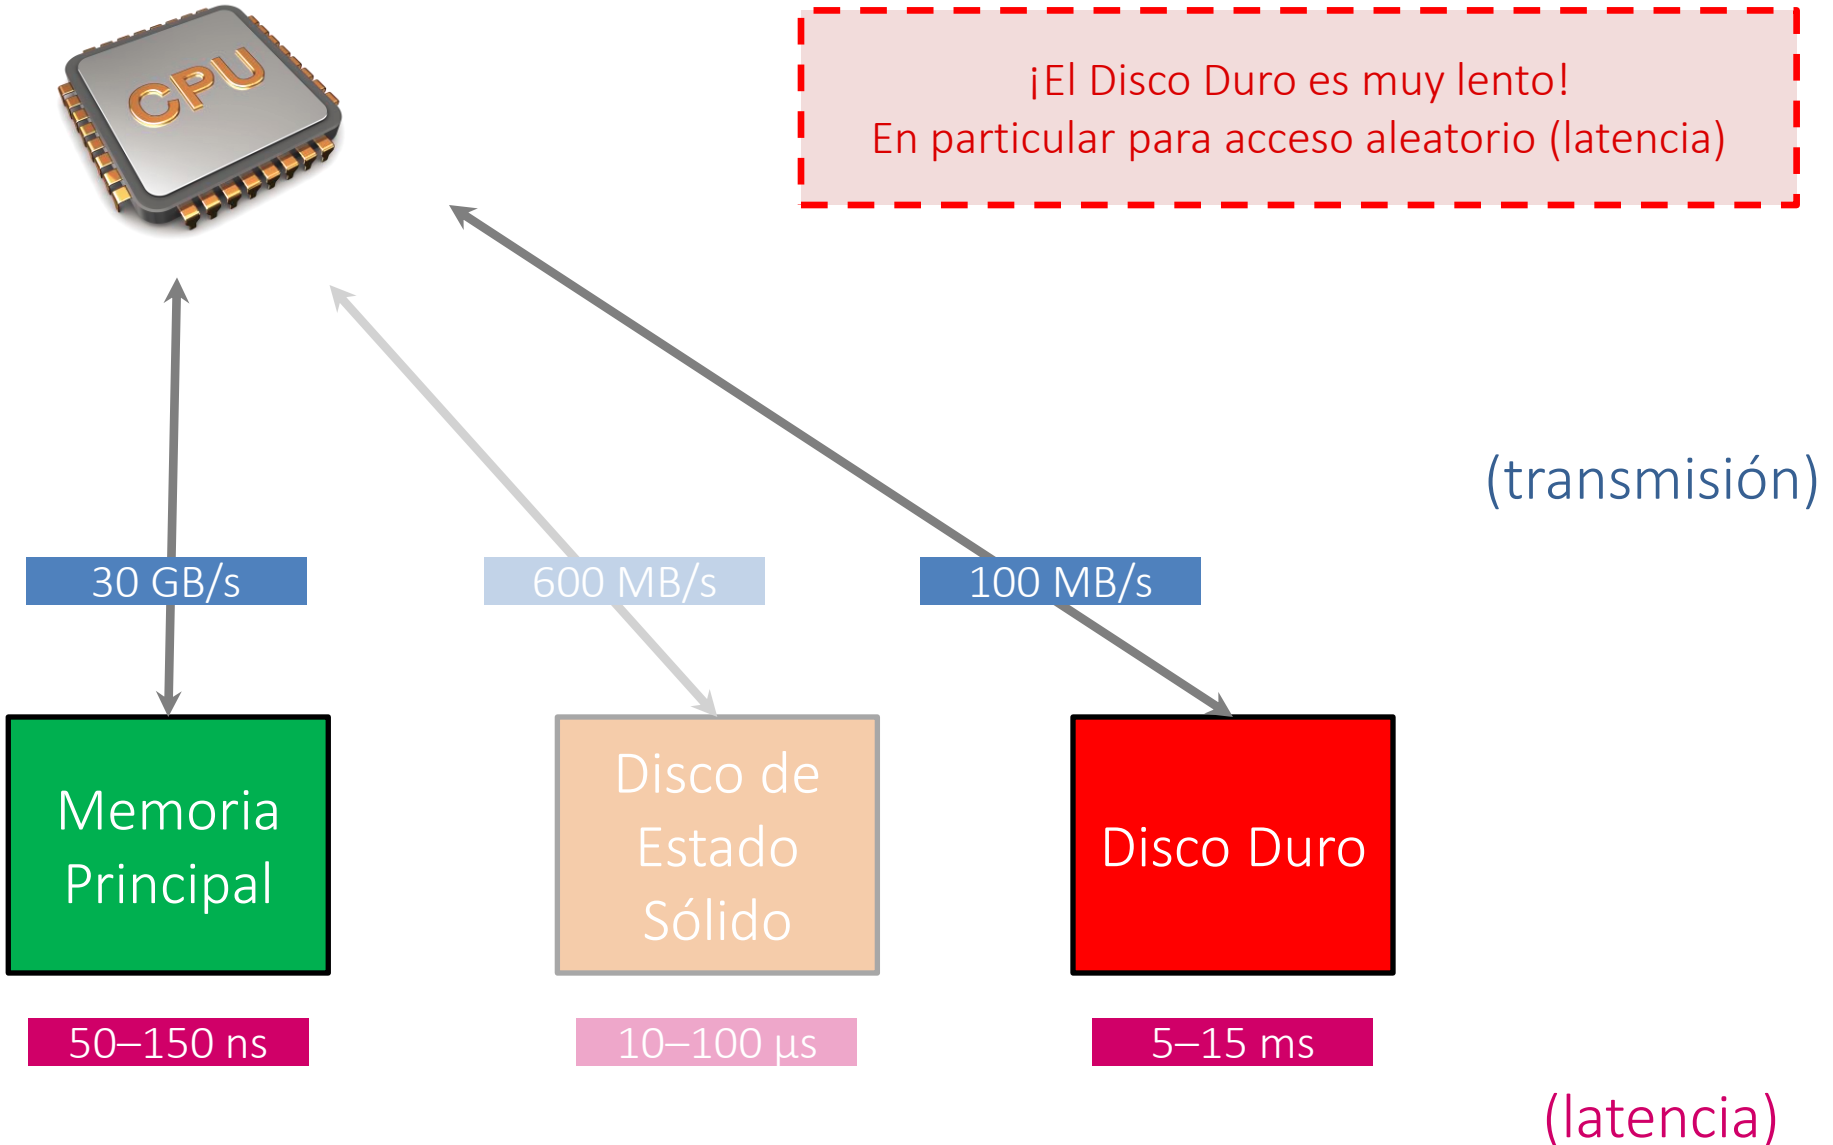 CPU
¡El Disco Duro es muy lento!
En particular para acceso aleatorio (latencia)
(transmisión)
30 GB/s
600 MB/s
100 MB/s
Memoria
Principal
Disco de
Estado
Sólido
Disco Duro
50–150 ns
10–100 μs
5–15 ms
(latencia)